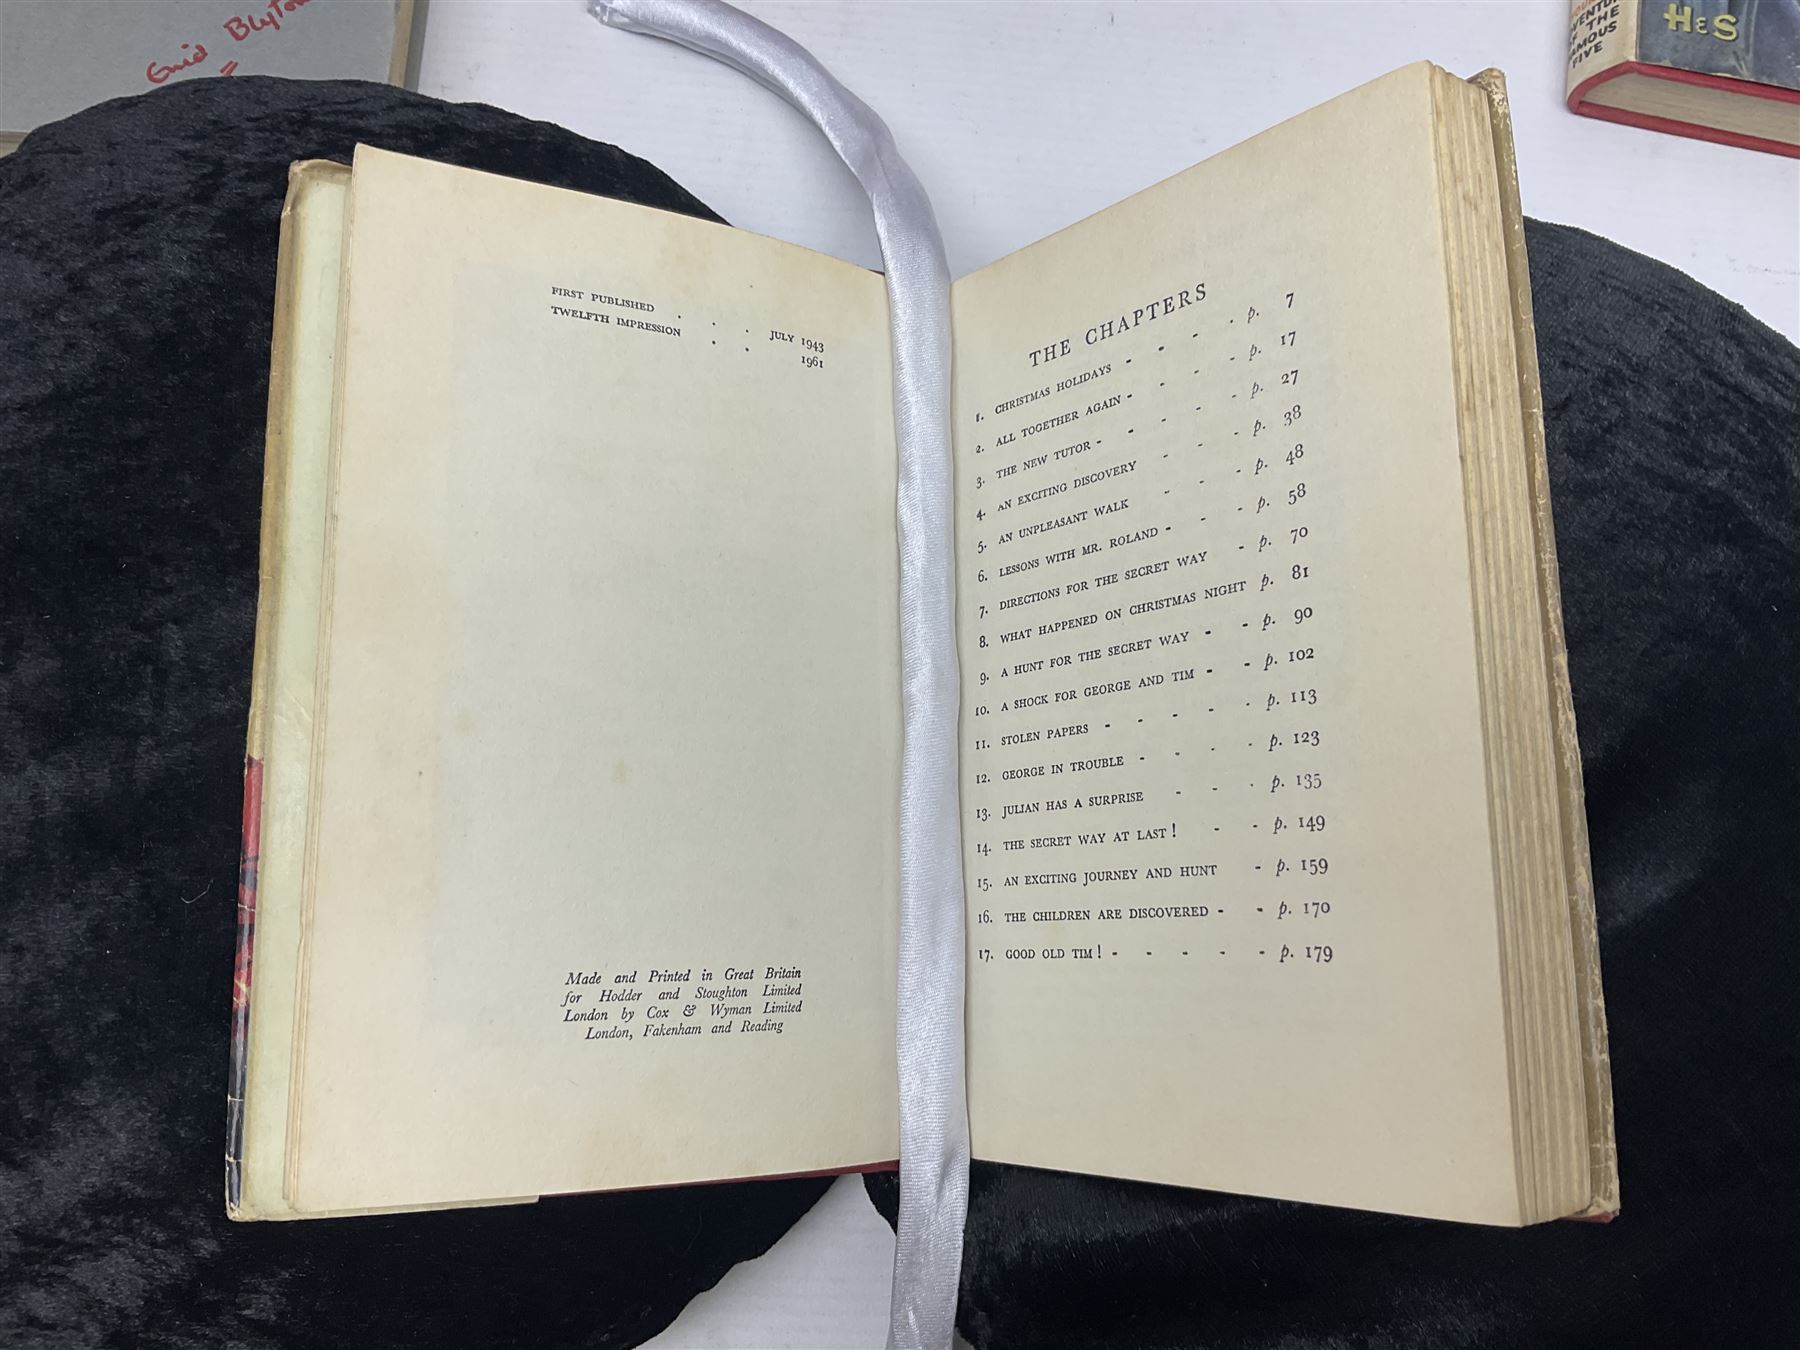 Enid Blyton
H & S
ADVENTURE
OF THE
FAMOUS
FIVE
FIRST PUBLISHED . . . JULY 1943
TWELFTH IMPRESSION . . 1961
Made and Printed in Great Britain
for Hodder and Stoughton Limited
London by Cox & Wyman Limited
London, Fakenham and Reading
THE CHAPTERS
1. CHRISTMAS HOLIDAYS - - - - p. 7
2. ALL TOGETHER AGAIN - - - - p. 17
3. THE NEW TUTOR - - - - - p. 27
4. AN EXCITING DISCOVERY - - - p. 38
5. AN UNPLEASANT WALK - - - p. 48
6. LESSONS WITH MR. ROLAND - - - - p. 58
7. DIRECTIONS FOR THE SECRET WAY - p. 70
8. WHAT HAPPENED ON CHRISTMAS NIGHT p. 81
9. A HUNT FOR THE SECRET WAY - - p. 90
10. A SHOCK FOR GEORGE AND TIM - - p. 102
11. STOLEN PAPERS - - - - - p. 113
12. GEORGE IN TROUBLE - - - - p. 123
13. JULIAN HAS A SURPRISE - - - p. 135
14. THE SECRET WAY AT LAST! - - p. 149
15. AN EXCITING JOURNEY AND HUNT - p. 159
16. THE CHILDREN ARE DISCOVERED - - p. 170
17. GOOD OLD TIM! - - - - - p. 179